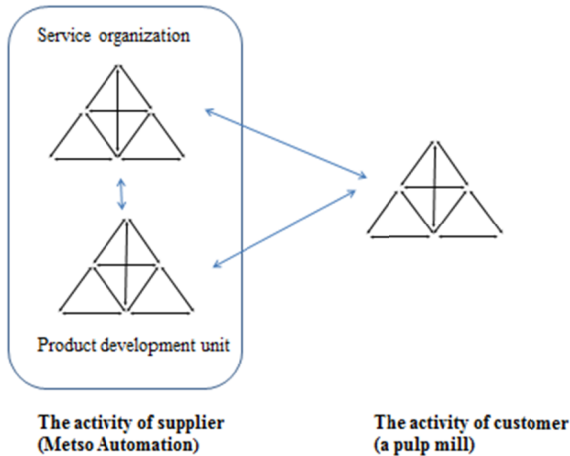 Service organization
Product development unit
The activity of supplier
(Metso Automation)
The activity of customer
(a pulp mill)